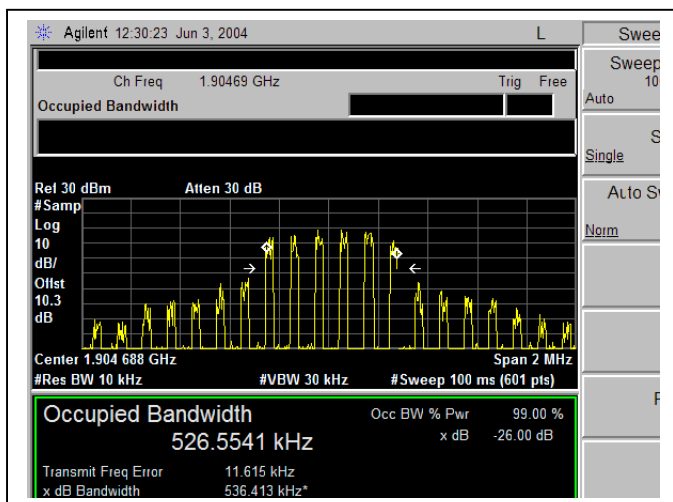 Agilent 12:30:23 Jun 3, 2004 L
Swee
Ch Freq 1.90469 GHz Trig Free
Occupied Bandwidth
Sweep
10
Auto
S
Single
Auto Sw
Norm
Ref 30 dBm Atten 30 dB
#Samp
Log
10
dB/
Offst
10.3
dB
Center 1.904 688 GHz Span 2 MHz
#Res BW 10 kHz #VBW 30 kHz #Sweep 100 ms (601 pts)
Occupied Bandwidth Occ BW % Pwr 99.00 %
526.5541 kHz x dB -26.00 dB
Transmit Freq Error 11.615 kHz
x dB Bandwidth 536.413 kHz*